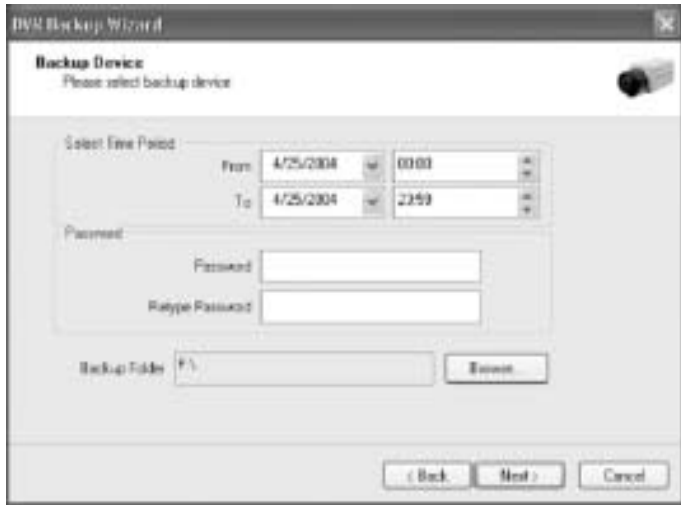 DVR Backup Wizard
Backup Device
Please select backup device
Select Time Period
From 4/25/2004 00:00
To 4/25/2004 23:59
Password
Password
Retype Password
Backup Folder F:\
Browse...
< Back Next > Cancel